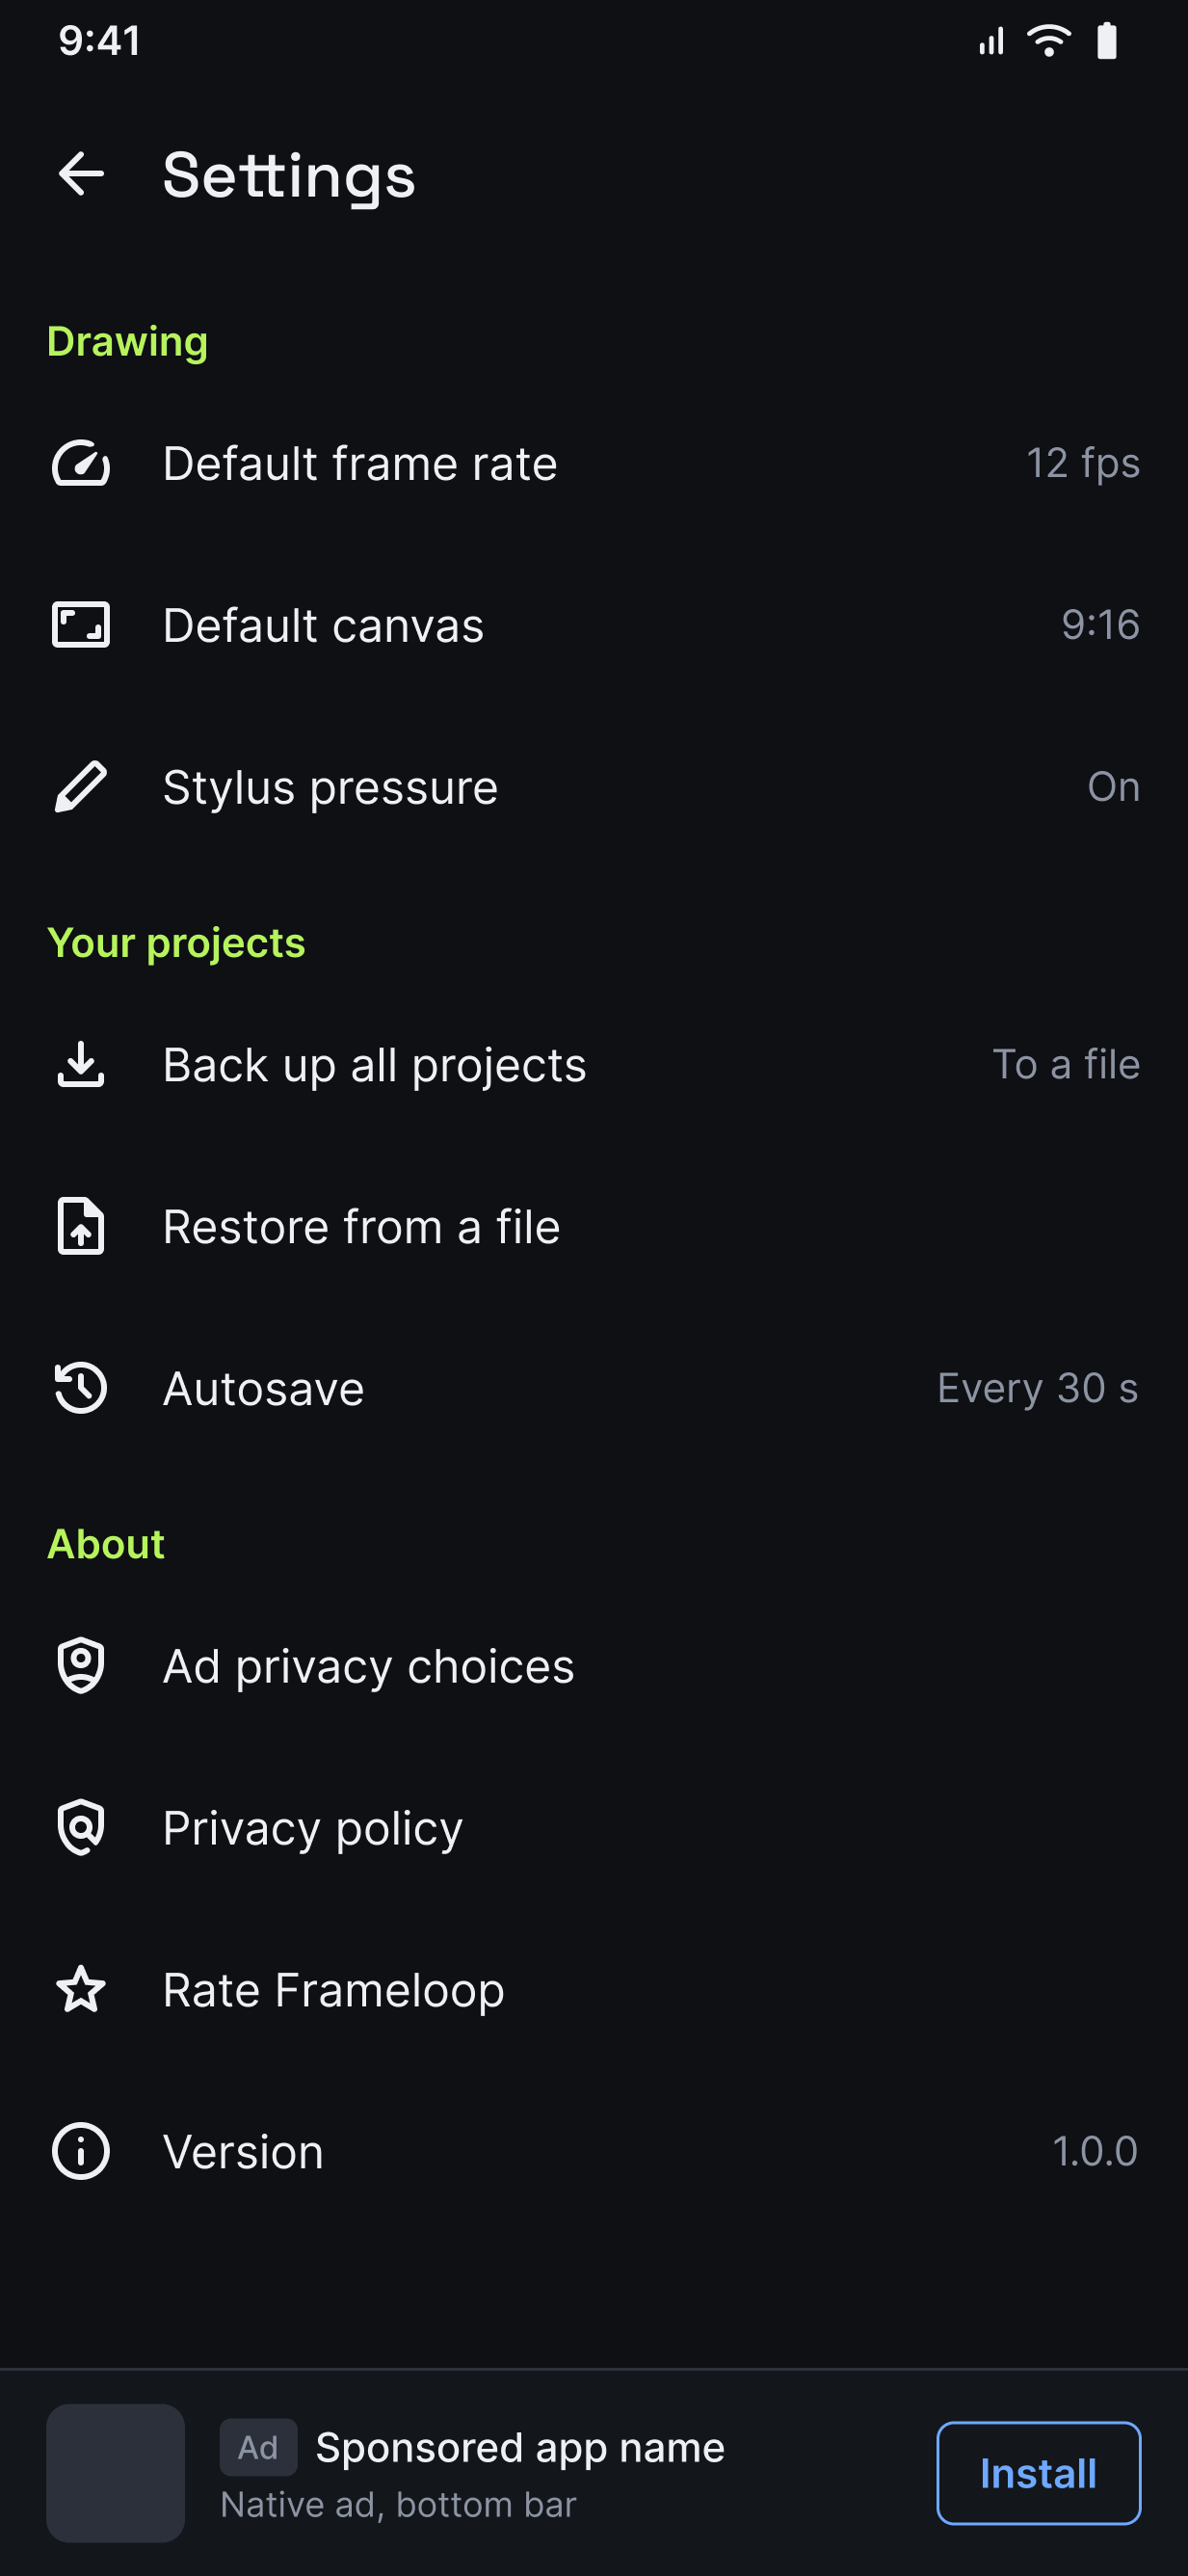 9:41
Settings
Drawing
Default frame rate 12 fps
Default canvas 9:16
Stylus pressure On
Your projects
Back up all projects To a file
Restore from a file
Autosave Every 30 s
About
Ad privacy choices
Privacy policy
Rate Frameloop
Version 1.0.0
Ad Sponsored app name
Native ad, bottom bar
Install